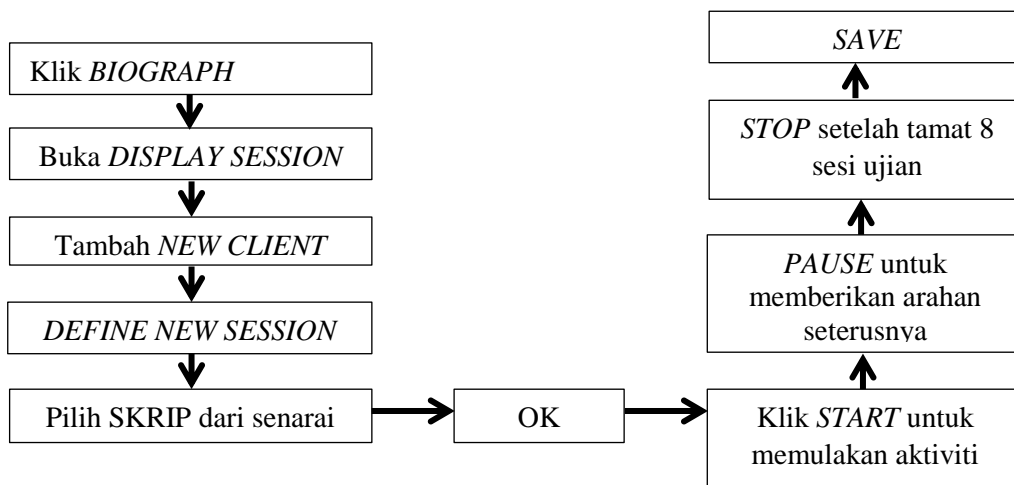 Klik BIOGRAPH
Buka DISPLAY SESSION
Tambah NEW CLIENT
DEFINE NEW SESSION
Pilih SKRIP dari senarai
OK
Klik START untuk
memulakan aktiviti
PAUSE untuk
memberikan arahan
seterusnya
STOP setelah tamat 8
sesi ujian
SAVE